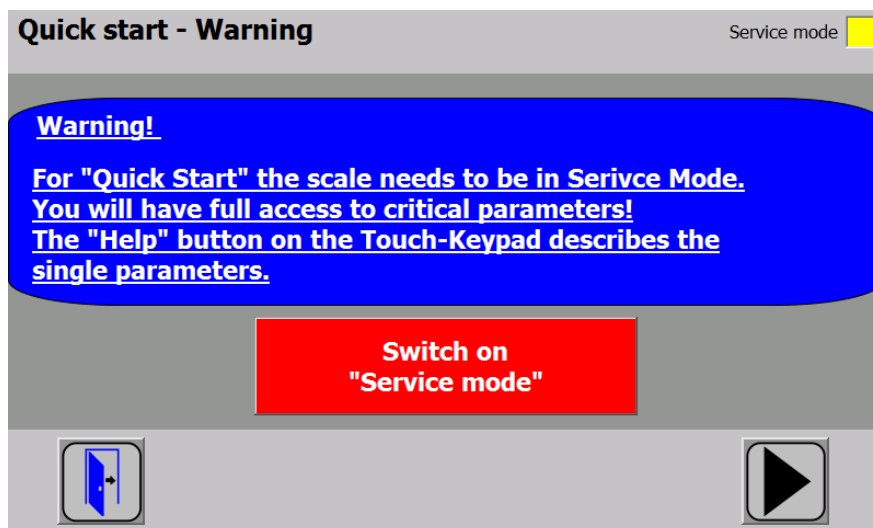 Quick start - Warning
Service mode
Warning!
For "Quick Start" the scale needs to be in Serivce Mode.
You will have full access to critical parameters!
The "Help" button on the Touch-Keypad describes the
single parameters.
Switch on
"Service mode"